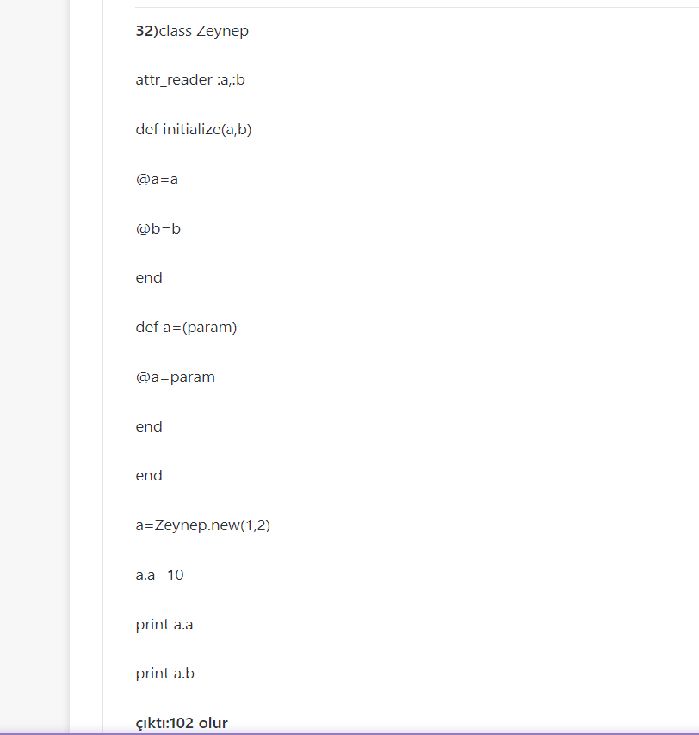 32)class Zeynep
attr_reader :a,:b
def initialize(a,b)
@a=a
@b=b
end
def a=(param)
@a=param
end
end
a=Zeynep.new(1,2)
a.a=10
print a.a
print a.b
çıktı:102 olur